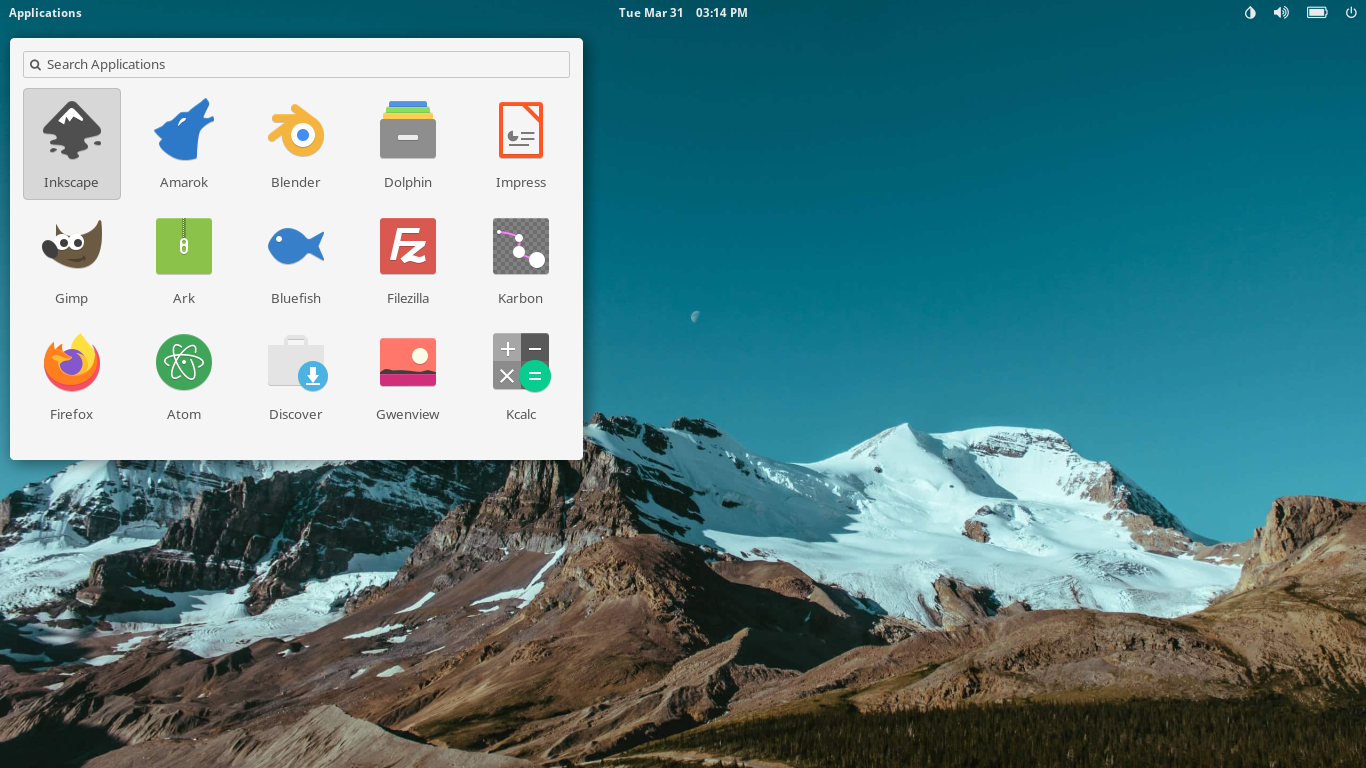 Applications
Tue Mar 31 03:14 PM
Search Applications
Inkscape Amarok Blender Dolphin Impress
Gimp Ark Bluefish Filezilla Karbon
Firefox Atom Discover Gwenview Kcalc